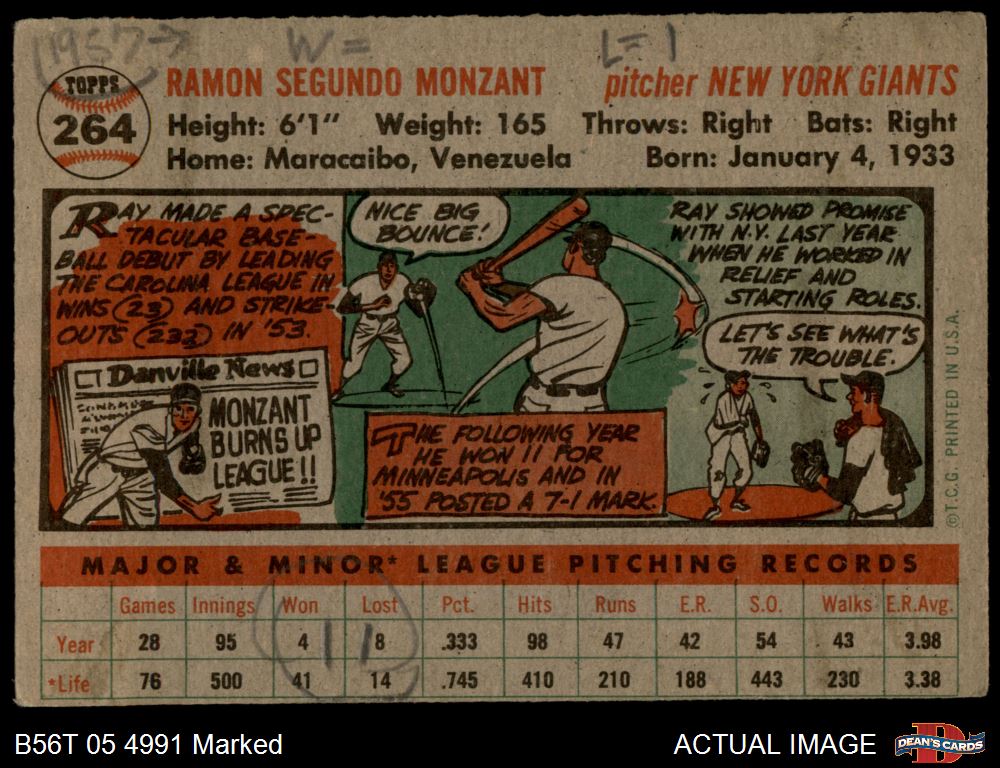 1957→ W= L=1
TOPPS
264
RAMON SEGUNDO MONZANT pitcher NEW YORK GIANTS
Height: 6'1" Weight: 165 Throws: Right Bats: Right
Home: Maracaibo, Venezuela Born: January 4, 1933
RAY MADE A SPEC-
TACULAR BASE-
BALL DEBUT BY LEADING
THE CAROLINA LEAGUE IN
WINS (23) AND STRIKE-
OUTS (232) IN '53.
Danville News
MONZANT
BURNS UP
LEAGUE!!
NICE BIG
BOUNCE!
THE FOLLOWING YEAR
HE WON 11 FOR
MINNEAPOLIS AND IN
'55 POSTED A 7-1 MARK.
RAY SHOWED PROMISE
WITH N.Y. LAST YEAR
WHEN HE WORKED IN
RELIEF AND
STARTING ROLES.
LET'S SEE WHAT'S
THE TROUBLE.
©T.C.G. PRINTED IN U.S.A.
MAJOR & MINOR* LEAGUE PITCHING RECORDS
Games Innings Won Lost Pct. Hits Runs E.R. S.O. Walks E.R.Avg.
Year 28 95 4 8 .333 98 47 42 54 43 3.98
11
*Life 76 500 41 14 .745 410 210 188 443 230 3.38
B56T 05 4991 Marked ACTUAL IMAGE
D
DEAN'S CARDS